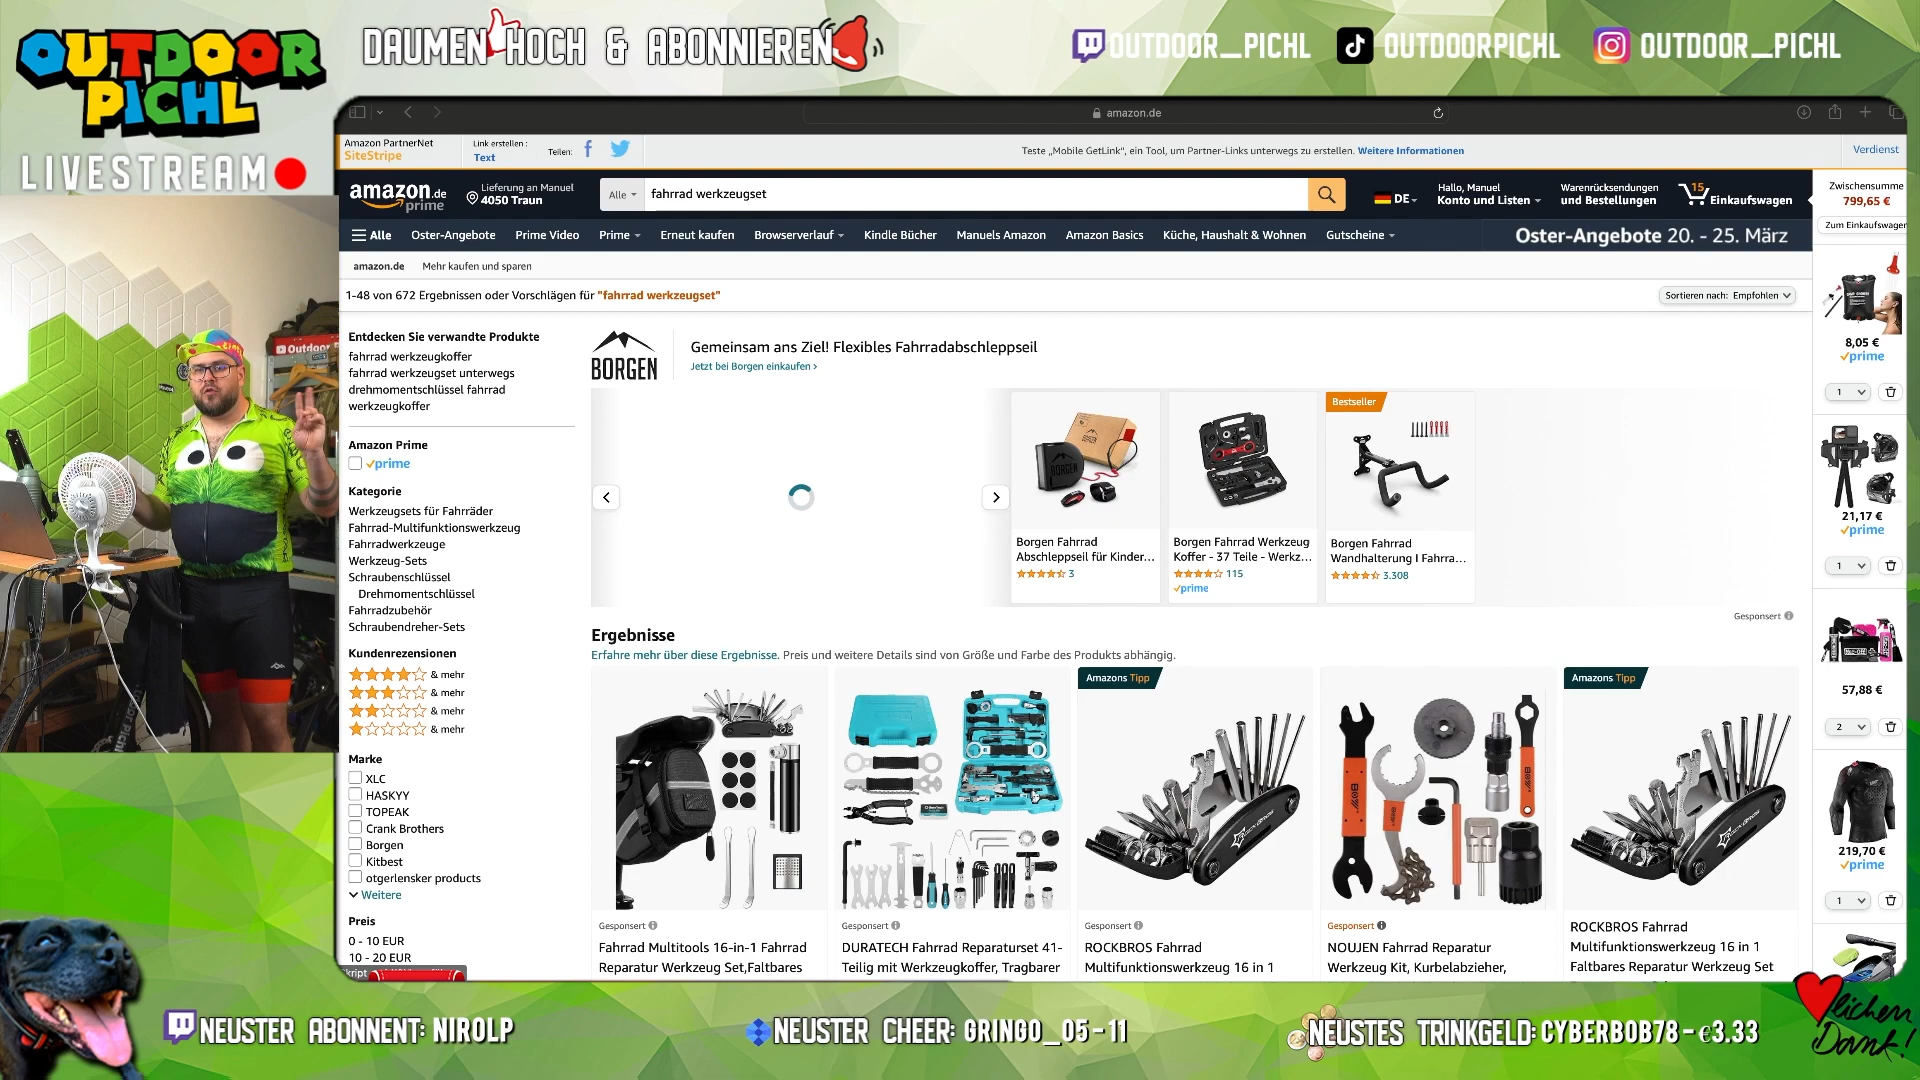 OUTDOOR
PICHL
LIVESTREAM
DAUMEN HOCH & ABONNIEREN
OUTDOOR_PICHL
OUTDOORPICHL
OUTDOOR_PICHL
amazon.de
Amazon PartnerNet
SiteStripe
Link erstellen :
Text
Teilen:
Teste „Mobile GetLink“, ein Tool, um Partner-Links unterwegs zu erstellen. Weitere Informationen
Verdienst
amazon.de
prime
Lieferung an Manuel
4050 Traun
Alle
fahrrad werkzeugset
DE
Hallo, Manuel
Konto und Listen
Warenrücksendungen
und Bestellungen
15
Einkaufswagen
Alle
Oster-Angebote
Prime Video
Prime
Erneut kaufen
Browserverlauf
Kindle Bücher
Manuels Amazon
Amazon Basics
Küche, Haushalt & Wohnen
Gutscheine
Oster-Angebote 20. - 25. März
amazon.de
Mehr kaufen und sparen
1-48 von 672 Ergebnissen oder Vorschlägen für "fahrrad werkzeugset"
Sortieren nach: Empfohlen
Entdecken Sie verwandte Produkte
fahrrad werkzeugkoffer
fahrrad werkzeugset unterwegs
drehmomentschlüssel fahrrad
werkzeugkoffer
Amazon Prime
prime
Kategorie
Werkzeugsets für Fahrräder
Fahrrad-Multifunktionswerkzeug
Fahrradwerkzeuge
Werkzeug-Sets
Schraubenschlüssel
Drehmomentschlüssel
Fahrradzubehör
Schraubendreher-Sets
Kundenrezensionen
& mehr
& mehr
& mehr
& mehr
Marke
XLC
HASKYY
TOPEAK
Crank Brothers
Borgen
Kitbest
otgerlensker products
Weitere
Preis
0 - 10 EUR
10 - 20 EUR
BORGEN
Gemeinsam ans Ziel! Flexibles Fahrradabschleppseil
Jetzt bei Borgen einkaufen
Bestseller
Borgen Fahrrad
Abschleppseil für Kinder...
3
Borgen Fahrrad Werkzeug
Koffer - 37 Teile - Werkz...
115
prime
Borgen Fahrrad
Wandhalterung I Fahrra...
3.308
Gesponsert
Ergebnisse
Erfahre mehr über diese Ergebnisse. Preis und weitere Details sind von Größe und Farbe des Produkts abhängig.
Amazons Tipp
Amazons Tipp
Gesponsert
Fahrrad Multitools 16-in-1 Fahrrad
Reparatur Werkzeug Set,Faltbares
Gesponsert
DURATECH Fahrrad Reparaturset 41-
Teilig mit Werkzeugkoffer, Tragbarer
Gesponsert
ROCKBROS Fahrrad
Multifunktionswerkzeug 16 in 1
Gesponsert
NOUJEN Fahrrad Reparatur
Werkzeug Kit, Kurbelabzieher,
ROCKBROS Fahrrad
Multifunktionswerkzeug 16 in 1
Faltbares Reparatur Werkzeug Set
Zwischensumme
799,65 €
Zum Einkaufswagen
8,05 €
prime
1
21,17 €
prime
1
57,88 €
2
219,70 €
prime
1
NEUSTER ABONNENT: NIROLP
NEUSTER CHEER: GRINGO_05-11
NEUSTES TRINKGELD: CYBERBOB78 - €3.33
lichen
Dank!